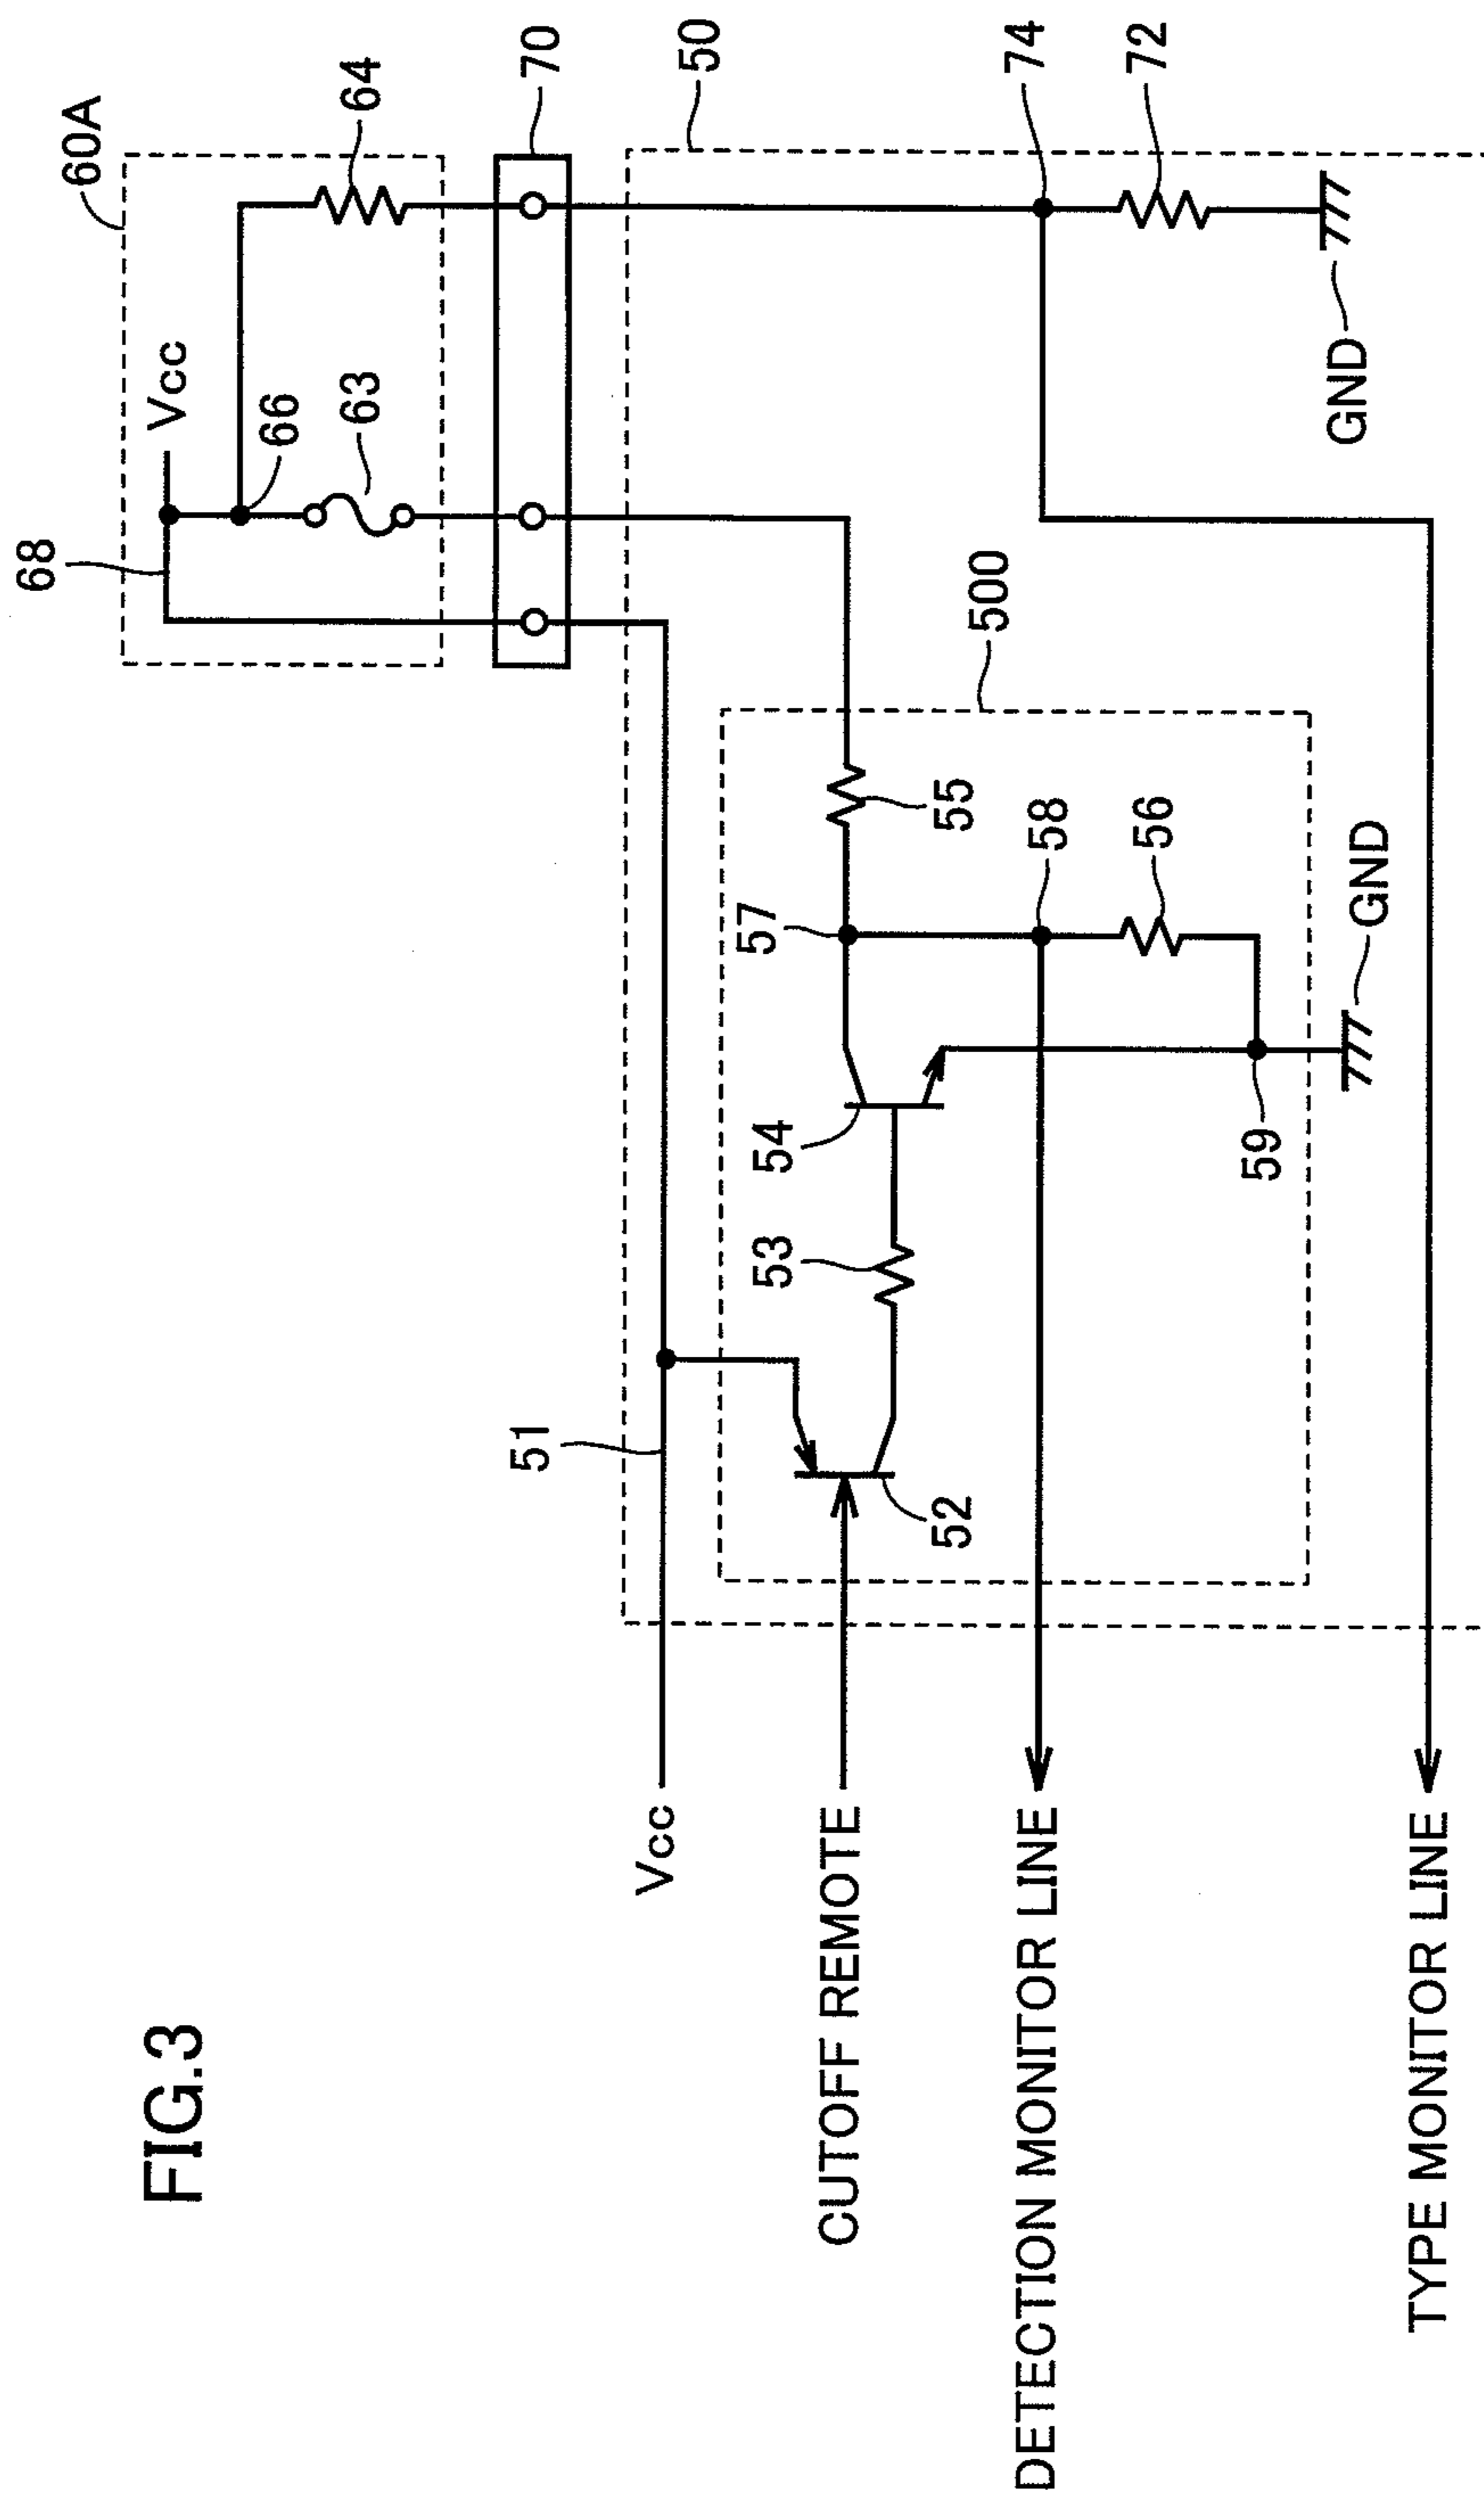 FIG.3
Vcc
CUTOFF REMOTE
DETECTION MONITOR LINE
TYPE MONITOR LINE
51
52
53
54
59
57
58
56
55
GND
500
68
66
63
Vcc
60A
64
70
50
74
72
GND